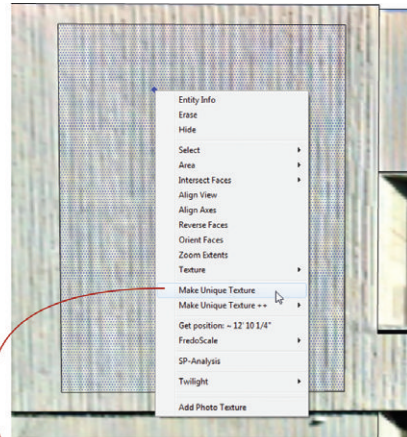 Entity Info
Erase
Hide
Select
Area
Intersect Faces
Align View
Align Axes
Reverse Faces
Orient Faces
Zoom Extents
Texture
Make Unique Texture
Make Unique Texture ++
Get position: ~ 12' 10 1/4"
FredoScale
SP-Analysis
Twilight
Add Photo Texture